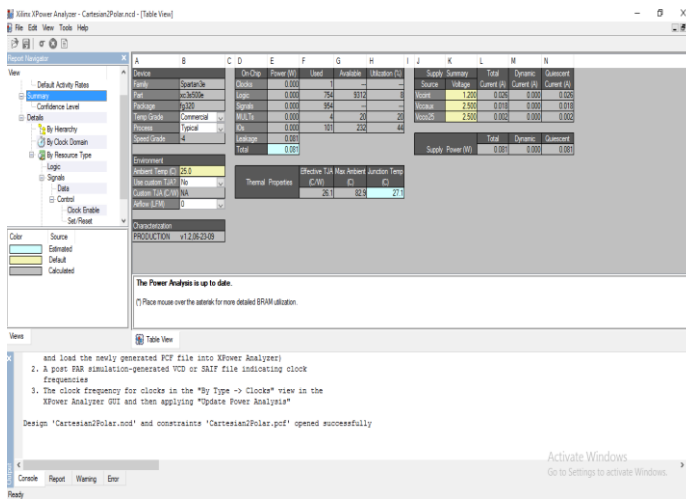 Xilinx XPower Analyzer - Cartesian2Polar.ncd - [Table View]
File Edit View Tools Help
Report Navigator
View
Default Activity Rates
Summary
Confidence Level
Details
By Hierarchy
By Clock Domain
By Resource Type
Logic
Signals
Data
Control
Clock Enable
Set/Reset
Color Source
Estimated
Default
Calculated
Views
A B C D E F G H I J K L M N
Device
Family Spartan3e
Part xc3s500e
Package fg320
Temp Grade Commercial
Process Typical
Speed Grade -4
Environment
Ambient Temp (C) 25.0
Use custom TJA? No
Custom TJA (C/W) NA
Airflow (LFM) 0
Characterization
PRODUCTION v1.2,06-23-09
On-Chip Power (W) Used Available Utilization (%)
Clocks 0.000 1 --- ---
Logic 0.000 794 9312 8
Signals 0.000 954 --- ---
MULTs 0.000 4 20 20
IOs 0.000 101 232 44
Leakage 0.081
Total 0.081
Thermal Properties Effective TJA (C/W) Max Ambient (C) Junction Temp (C)
26.1 82.9 27.1
Supply Summary Total Dynamic Quiescent
Source Voltage Current (A) Current (A) Current (A)
Vccint 1.200 0.026 0.000 0.026
Vccaux 2.500 0.018 0.000 0.018
Vcco25 2.500 0.002 0.000 0.002
Total Dynamic Quiescent
Supply Power (W) 0.081 0.000 0.081
The Power Analysis is up to date.
(*) Place mouse over the asterisk for more detailed BRAM utilization.
Table View
and load the newly generated PCF file into XPower Analyzer)
2. A post PAR simulation-generated VCD or SAIF file indicating clock
frequencies
3. The clock frequency for clocks in the "By Type -> Clocks" view in the
XPower Analyzer GUI and then applying "Update Power Analysis"
Design 'Cartesian2Polar.ncd' and constraints 'Cartesian2Polar.pcf' opened successfully
Activate Windows
Go to Settings to activate Windows.
Console Report Warning Error
Ready